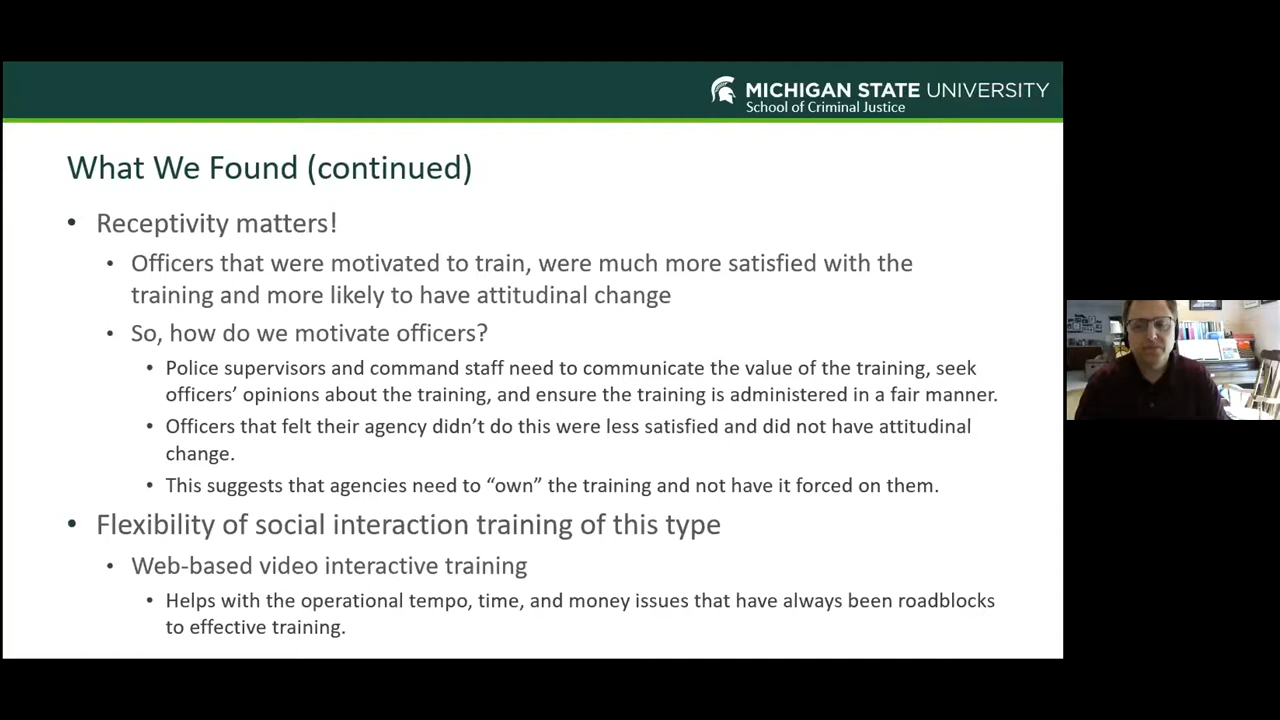 MICHIGAN STATE UNIVERSITY
School of Criminal Justice
What We Found (continued)
• Receptivity matters!
• Officers that were motivated to train, were much more satisfied with the
training and more likely to have attitudinal change
• So, how do we motivate officers?
• Police supervisors and command staff need to communicate the value of the training, seek
officers’ opinions about the training, and ensure the training is administered in a fair manner.
• Officers that felt their agency didn’t do this were less satisfied and did not have attitudinal
change.
• This suggests that agencies need to “own” the training and not have it forced on them.
• Flexibility of social interaction training of this type
• Web-based video interactive training
• Helps with the operational tempo, time, and money issues that have always been roadblocks
to effective training.